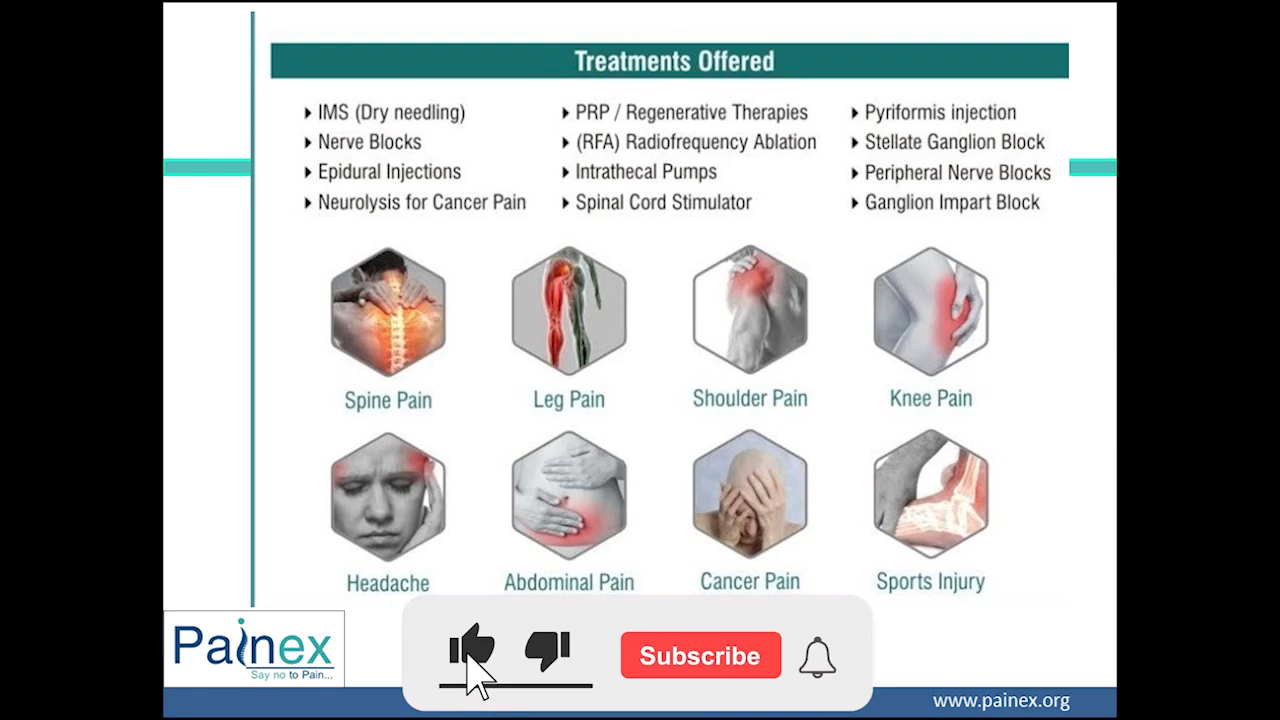 Treatments Offered
IMS (Dry needling)
Nerve Blocks
Epidural Injections
Neurolysis for Cancer Pain
PRP / Regenerative Therapies
(RFA) Radiofrequency Ablation
Intrathecal Pumps
Spinal Cord Stimulator
Pyriformis injection
Stellate Ganglion Block
Peripheral Nerve Blocks
Ganglion Impart Block
Spine Pain
Leg Pain
Shoulder Pain
Knee Pain
Headache
Abdominal Pain
Cancer Pain
Sports Injury
Painex
Say no to Pain...
Subscribe
www.painex.org